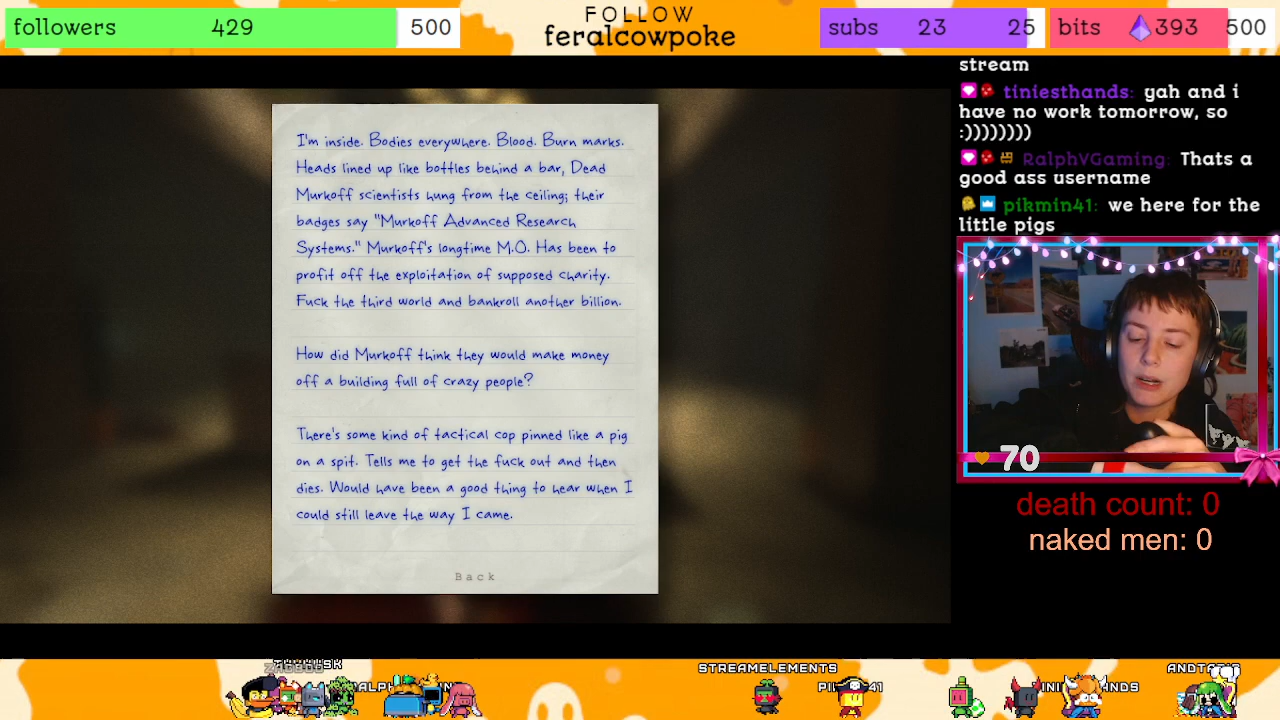 followers 429 500
FOLLOW
feralcowpoke
subs 23 25
bits 393 500
stream
tiniesthands: gah and i
have no work tomorrow, so
:))))))))
RalphVGaming: Thats a
good ass username
pikmin41: we here for the
little pigs
I'm inside. Bodies everywhere. Blood. Burn marks.
Heads lined up like bottles behind a bar, Dead
Murkoff scientists hung from the ceiling; their
badges say "Murkoff Advanced Research
Systems." Murkoff's longtime M.O. Has been to
profit off the exploitation of supposed charity.
Fuck the third world and bankroll another billion.
How did Murkoff think they would make money
off a building full of crazy people?
There's some kind of tactical cop pinned like a pig
on a spit. Tells me to get the fuck out and then
dies. Would have been a good thing to hear when I
could still leave the way I came.
Back
70
death count: 0
naked men: 0
STREAMELEMENTS